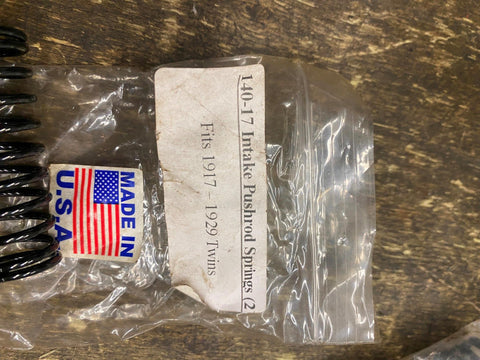 140-17 Intake Pushrod Springs (2
Fits 1917 - 1929 Twins
MADE IN
U.S.A